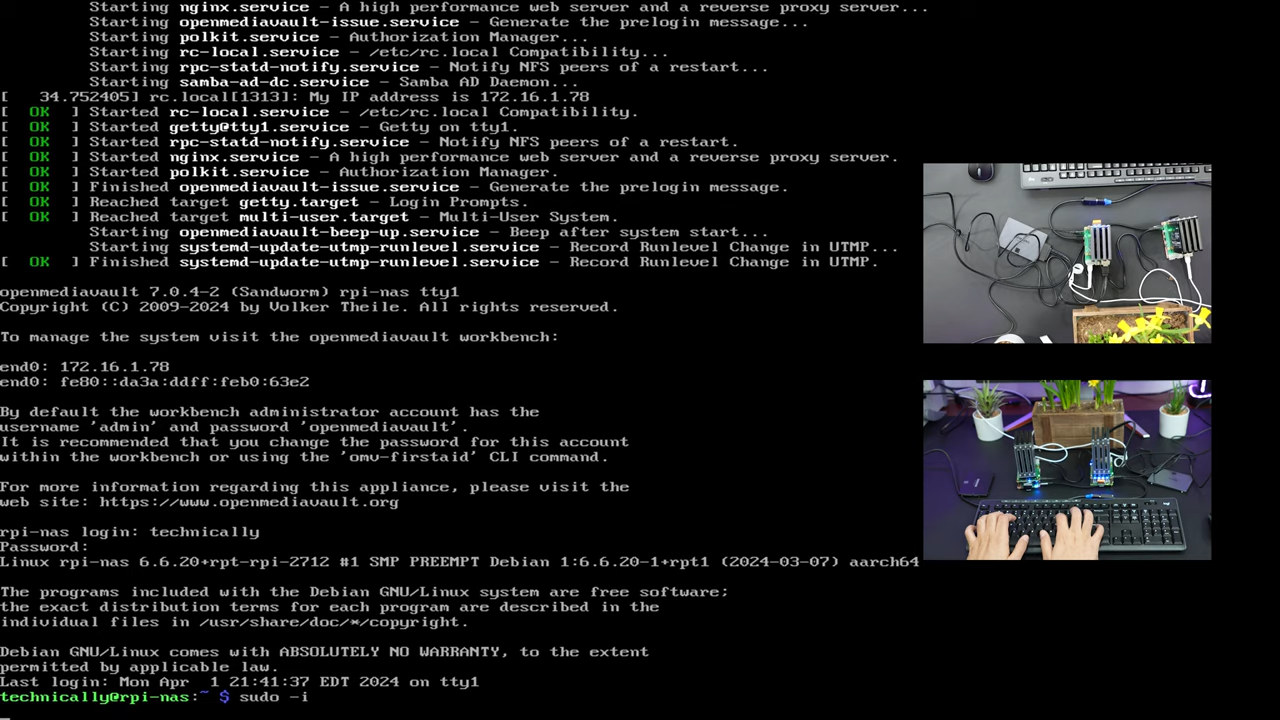 Starting nginx.service – A high performance web server and a reverse proxy server...
Starting openmediavault-issue.service – Generate the prelogin message...
Starting polkit.service – Authorization Manager...
Starting rc-local.service – /etc/rc.local Compatibility...
Starting rpc-statd-notify.service – Notify NFS peers of a restart...
Starting samba-ad-dc.service – Samba AD Daemon...
[   34.752405] rc.local[1313]: My IP address is 172.16.1.78
[  OK  ] Started rc-local.service – /etc/rc.local Compatibility.
[  OK  ] Started getty@tty1.service – Getty on tty1.
[  OK  ] Started rpc-statd-notify.service – Notify NFS peers of a restart.
[  OK  ] Started nginx.service – A high performance web server and a reverse proxy server.
[  OK  ] Started polkit.service – Authorization Manager.
[  OK  ] Finished openmediavault-issue.service – Generate the prelogin message.
[  OK  ] Reached target getty.target – Login Prompts.
[  OK  ] Reached target multi-user.target – Multi-User System.
Starting openmediavault-beep-up.service – Beep after system start...
Starting systemd-update-utmp-runlevel.service – Record Runlevel Change in UTMP...
[  OK  ] Finished systemd-update-utmp-runlevel.service – Record Runlevel Change in UTMP.
openmediavault 7.0.4-2 (Sandworm) rpi-nas tty1
Copyright (C) 2009-2024 by Volker Theile. All rights reserved.
To manage the system visit the openmediavault workbench:
end0: 172.16.1.78
end0: fe80::da3a:ddff:feb0:63e2
By default the workbench administrator account has the
username 'admin' and password 'openmediavault'.
It is recommended that you change the password for this account
within the workbench or using the 'omv-firstaid' CLI command.
For more information regarding this appliance, please visit the
web site: https://www.openmediavault.org
rpi-nas login: technically
Password:
Linux rpi-nas 6.6.20+rpt-rpi-2712 #1 SMP PREEMPT Debian 1:6.6.20-1+rpt1 (2024-03-07) aarch64
The programs included with the Debian GNU/Linux system are free software;
the exact distribution terms for each program are described in the
individual files in /usr/share/doc/*/copyright.
Debian GNU/Linux comes with ABSOLUTELY NO WARRANTY, to the extent
permitted by applicable law.
Last login: Mon Apr  1 21:41:37 EDT 2024 on tty1
technically@rpi-nas:~ $ sudo -i